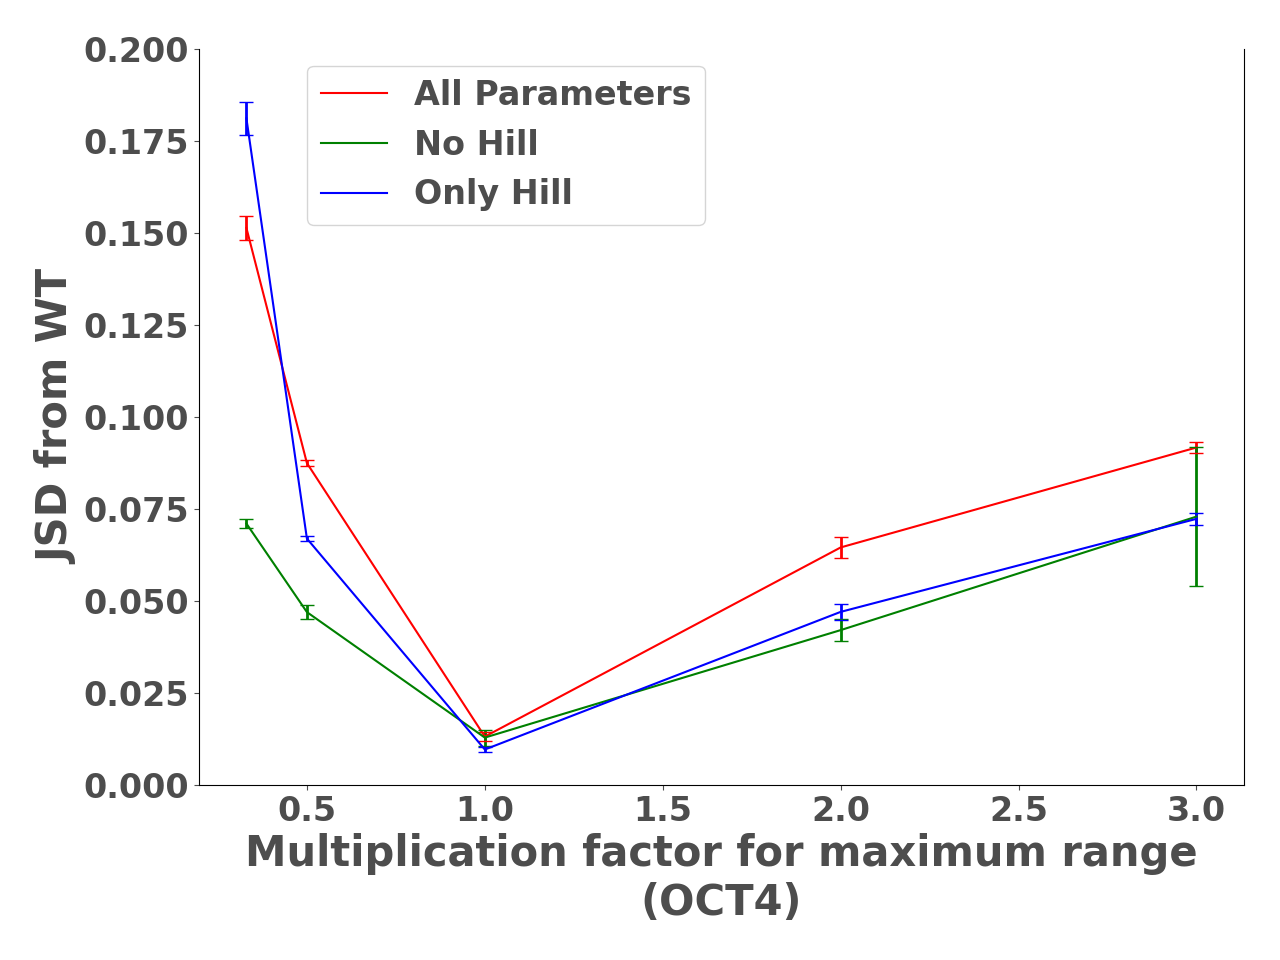 0.200
0.175
0.150
0.125
0.100
0.075
0.050
0.025
0.000
JSD from WT
All Parameters
No Hill
Only Hill
0.5 1.0 1.5 2.0 2.5 3.0
Multiplication factor for maximum range
(OCT4)